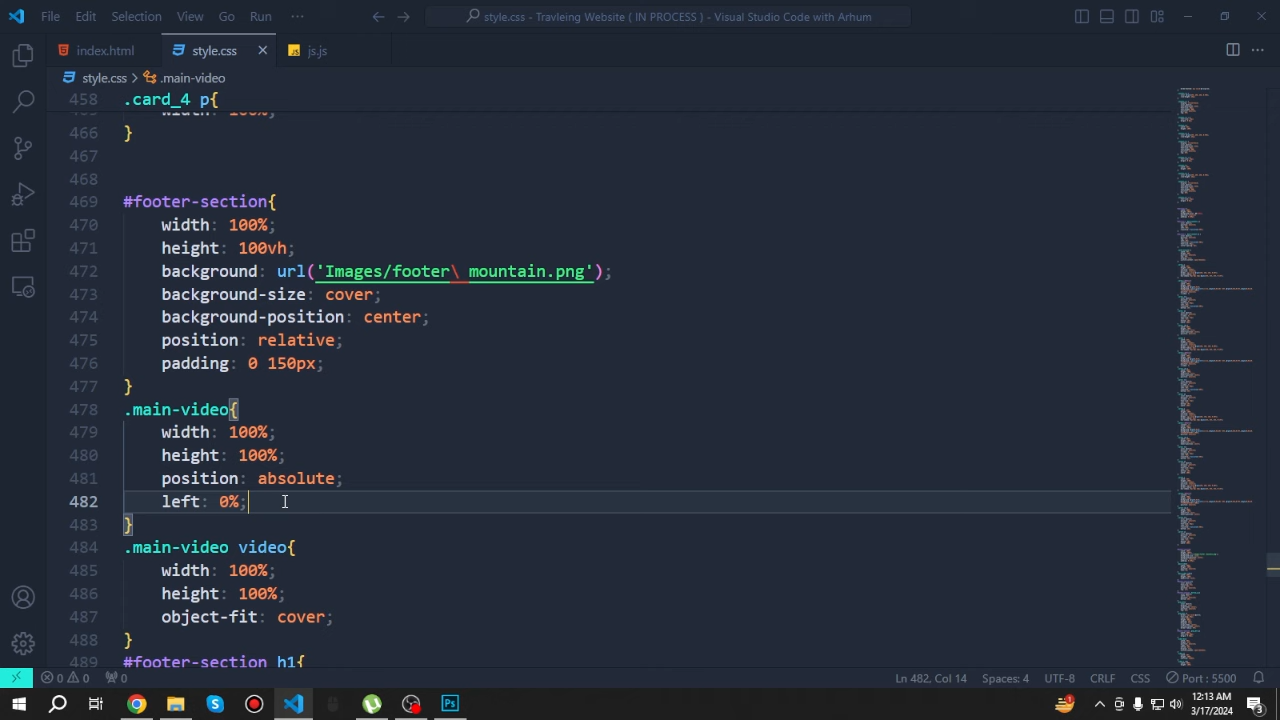 File Edit Selection View Go Run ···
style.css - Travleing Website ( IN PROCESS ) - Visual Studio Code with Arhum
index.html style.css js.js
style.css > .main-video
458 .card_4 p{
466 }
467
468
469 #footer-section{
470 width: 100%;
471 height: 100vh;
472 background: url('Images/footer\ mountain.png');
473 background-size: cover;
474 background-position: center;
475 position: relative;
476 padding: 0 150px;
477 }
478 .main-video{
479 width: 100%;
480 height: 100%;
481 position: absolute;
482 left: 0%;
483 }
484 .main-video video{
485 width: 100%;
486 height: 100%;
487 object-fit: cover;
488 }
489 #footer-section h1{
0 0 0 Ln 482, Col 14 Spaces: 4 UTF-8 CRLF CSS Port : 5500
12:13 AM
3/17/2024